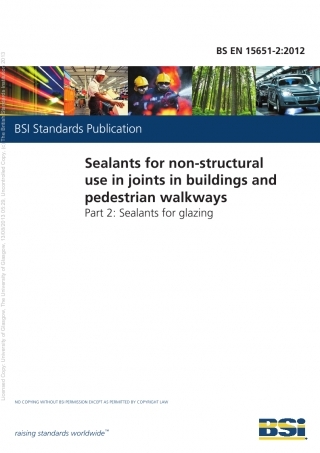 BS EN 15651-2:2012
BSI Standards Publication
Sealants for non-structural
use in joints in buildings and
pedestrian walkways
Part 2: Sealants for glazing
NO COPYING WITHOUT BSI PERMISSION EXCEPT AS PERMITTED BY COPYRIGHT LAW
raising standards worldwide™
BSi